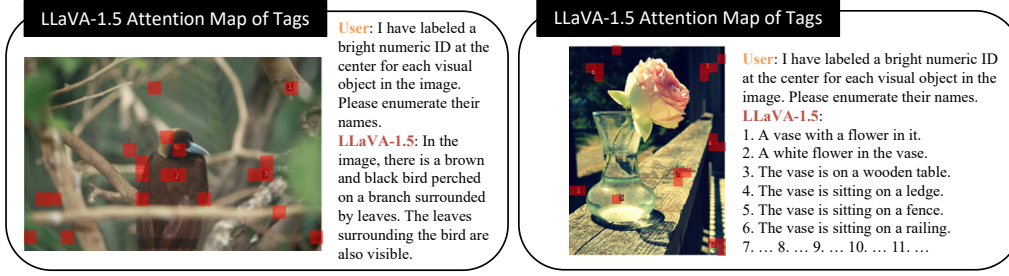 LLaVA-1.5 Attention Map of Tags
User: I have labeled a
bright numeric ID at the
center for each visual
object in the image.
Please enumerate their
names.
LLaVA-1.5: In the
image, there is a brown
and black bird perched
on a branch surrounded
by leaves. The leaves
surrounding the bird are
also visible.
1
2
3
LLaVA-1.5 Attention Map of Tags
User: I have labeled a bright numeric ID
at the center for each visual object in the
image. Please enumerate their names.
LLaVA-1.5:
1. A vase with a flower in it.
2. A white flower in the vase.
3. The vase is on a wooden table.
4. The vase is sitting on a ledge.
5. The vase is sitting on a fence.
6. The vase is sitting on a railing.
7. … 8. … 9. … 10. … 11. …